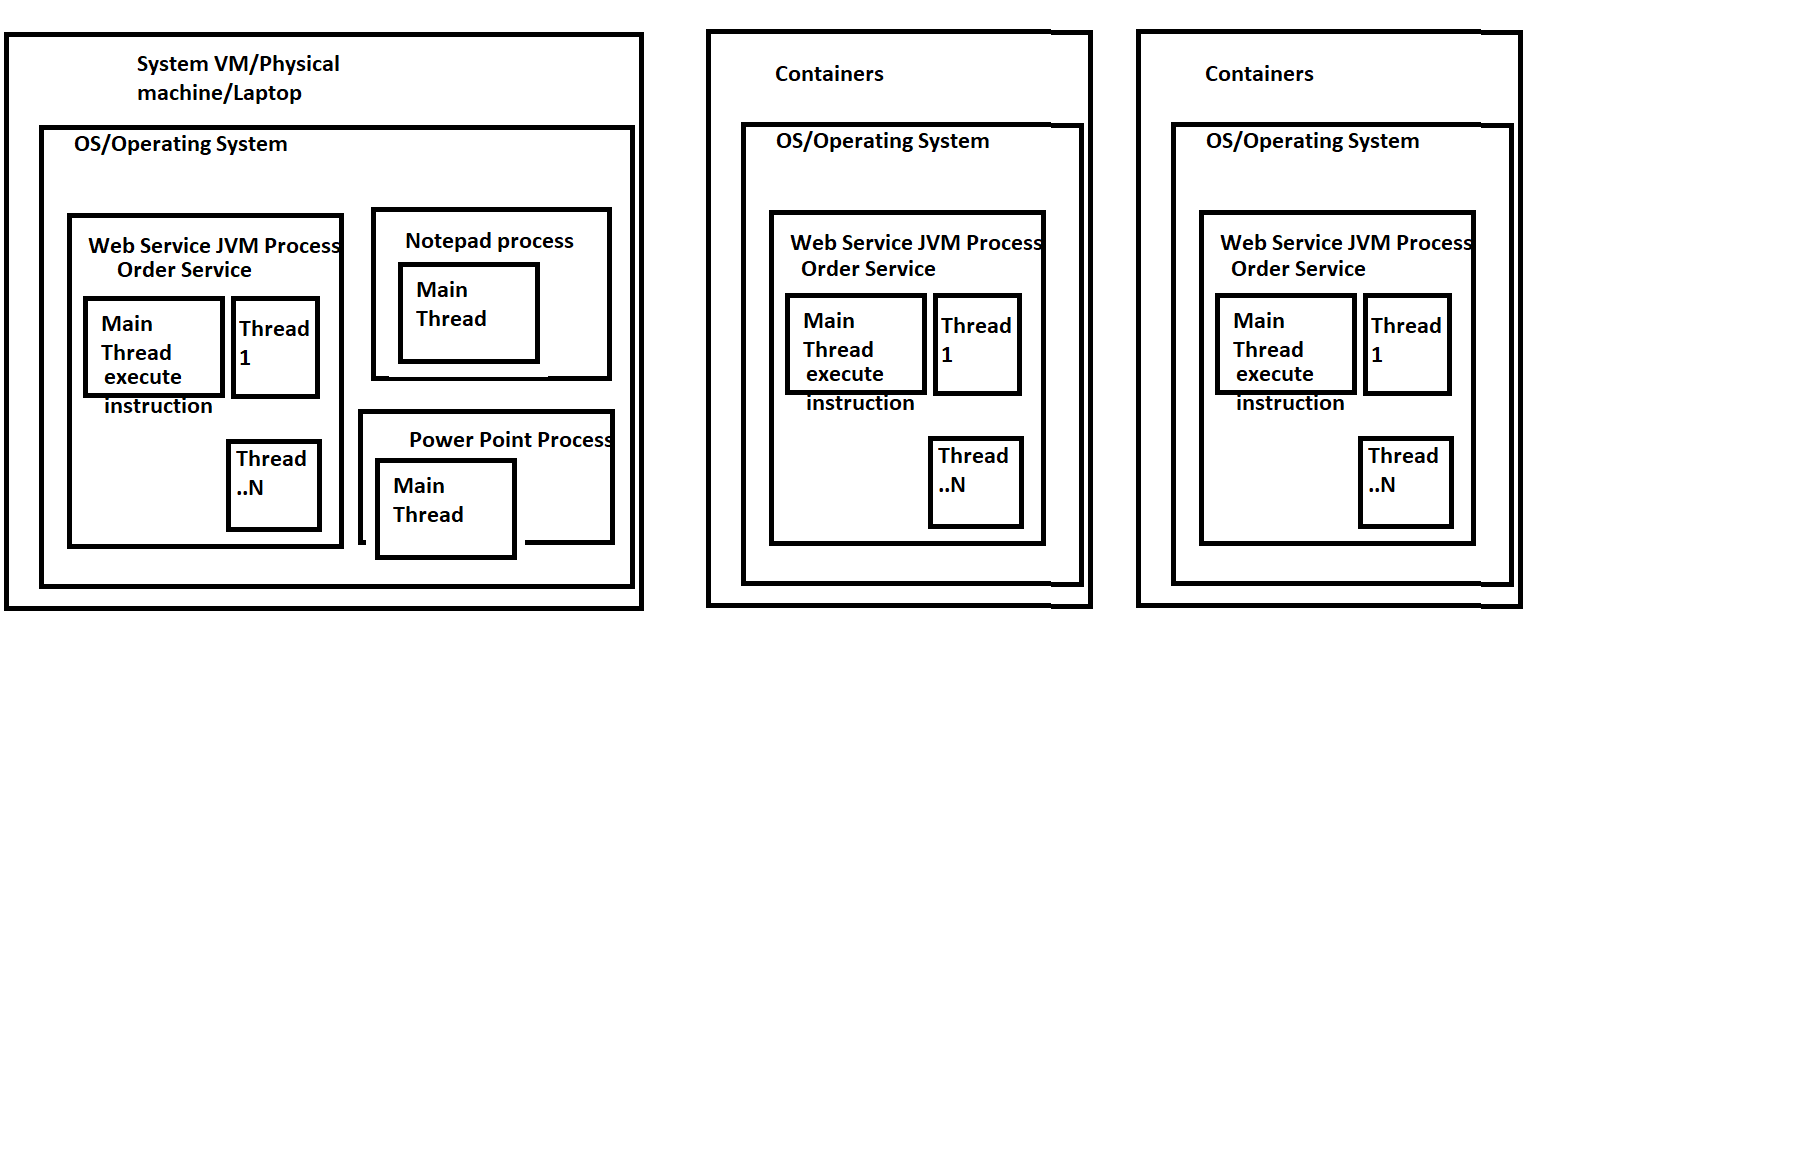 System VM/Physical
machine/Laptop
OS/Operating System
Web Service JVM Process
Order Service
Main
Thread
execute
instruction
Thread
1
Thread
..N
Notepad process
Main
Thread
Power Point Process
Main
Thread
Containers
OS/Operating System
Web Service JVM Process
Order Service
Main
Thread
execute
instruction
Thread
1
Thread
..N
Containers
OS/Operating System
Web Service JVM Process
Order Service
Main
Thread
execute
instruction
Thread
1
Thread
..N